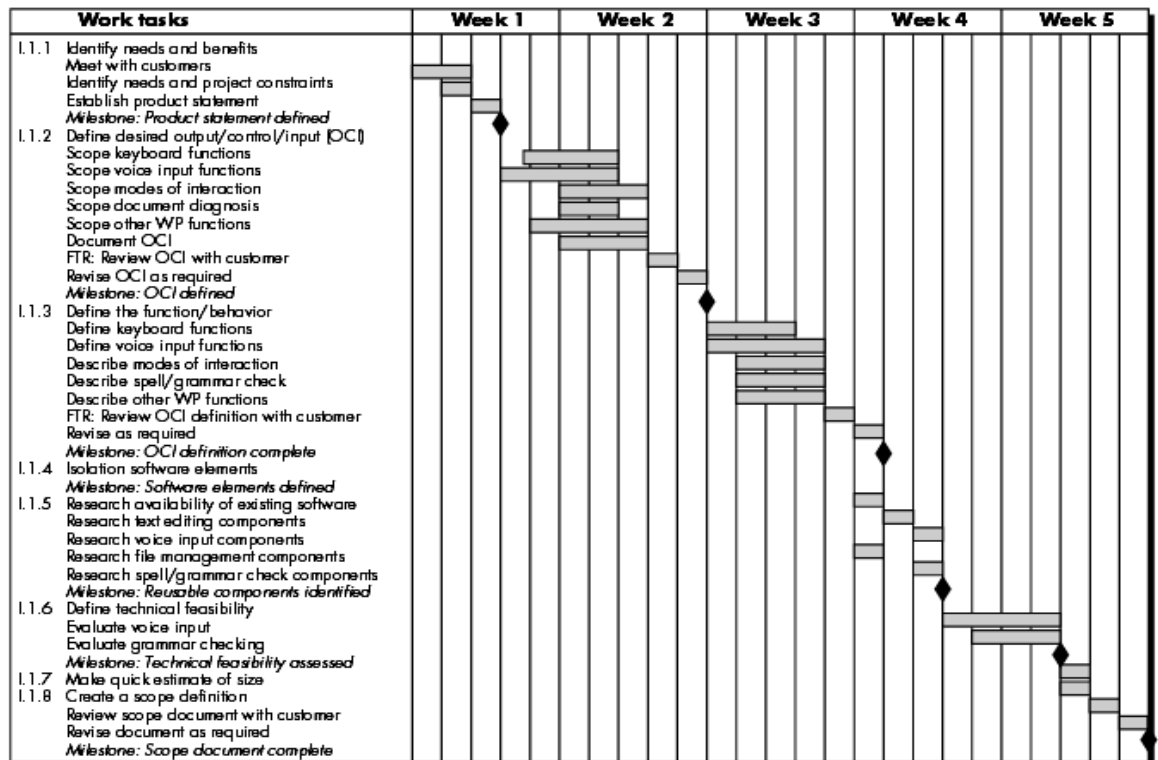 Work tasks Week 1 Week 2 Week 3 Week 4 Week 5
I.1.1 Identify needs and benefits
Meet with customers
Identify needs and project constraints
Establish product statement
Milestone: Product statement defined
I.1.2 Define desired output/control/input (OCI)
Scope keyboard functions
Scope voice input functions
Scope modes of interaction
Scope document diagnosis
Scope other WP functions
Document OCI
FTR: Review OCI with customer
Revise OCI as required
Milestone: OCI defined
I.1.3 Define the function/behavior
Define keyboard functions
Define voice input functions
Describe modes of interaction
Describe spell/grammar check
Describe other WP functions
FTR: Review OCI definition with customer
Revise as required
Milestone: OCI definition complete
I.1.4 Isolation software elements
Milestone: Software elements defined
I.1.5 Research availability of existing software
Research text editing components
Research voice input components
Research file management components
Research spell/grammar check components
Milestone: Reusable components identified
I.1.6 Define technical feasibility
Evaluate voice input
Evaluate grammar checking
Milestone: Technical feasibility assessed
I.1.7 Make quick estimate of size
I.1.8 Create a scope definition
Review scope document with customer
Revise document as required
Milestone: Scope document complete